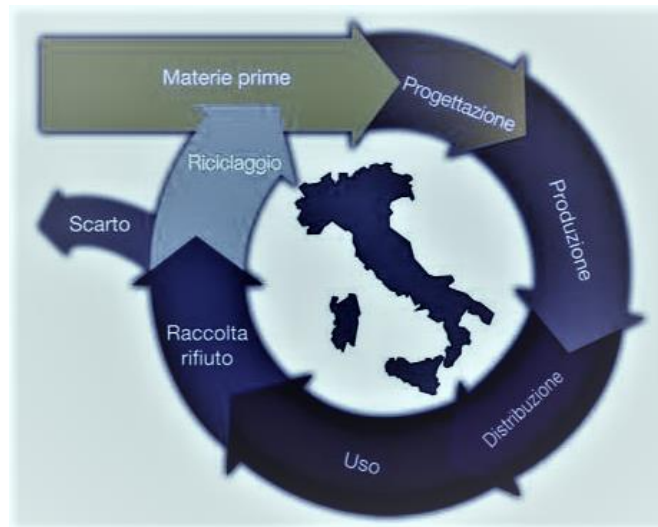 Materie prime
Progettazione
Produzione
Distribuzione
Uso
Raccolta
rifiuto
Riciclaggio
Scarto